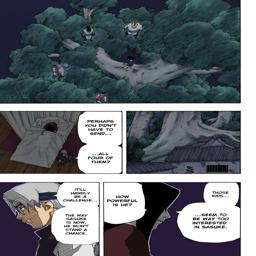 PERHAPS
YOU DIDN'T
HAVE TO
SEND...
...ALL
FOUR OF
THEM?
THOSE
KIDS...
...SEEM TO
BE WAY TOO
INTERESTED
IN SASUKE.
HOW
POWERFUL
IS HE?
IT'LL
HARDLY
BE A
CHALLENGE...
THE WAY
SASUKE IS
NOW, HE
WON'T STAND
A CHANCE.